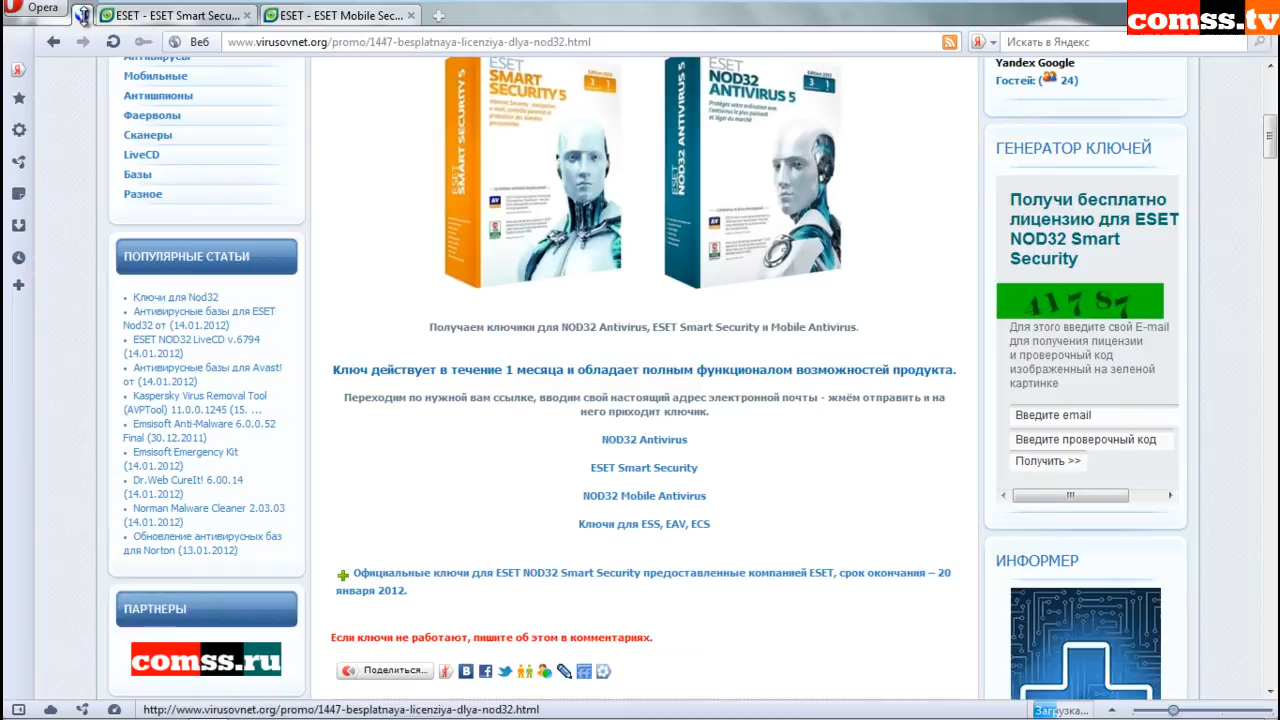 Opera
ESET - ESET Smart Secu...
ESET - ESET Mobile Sec...
comss.tv
Веб
www.virusovnet.org/promo/1447-besplatnaya-licenziya-dlya-nod32.html
Искать в Яндекс
Антивирусы
Мобильные
Антишпионы
Фаерволы
Сканеры
LiveCD
Базы
Разное
ПОПУЛЯРНЫЕ СТАТЬИ
Ключи для Nod32
Антивирусные базы для ESET
Nod32 от (14.01.2012)
ESET NOD32 LiveCD v.6794
(14.01.2012)
Антивирусные базы для Avast!
от (14.01.2012)
Kaspersky Virus Removal Tool
(AVPTool) 11.0.0.1245 (15. ...
Emsisoft Anti-Malware 6.0.0.52
Final (30.12.2011)
Emsisoft Emergency Kit
(14.01.2012)
Dr.Web CureIt! 6.00.14
(14.01.2012)
Norman Malware Cleaner 2.03.03
(14.01.2012)
Обновление антивирусных баз
для Norton (13.01.2012)
ПАРТНЕРЫ
comss.ru
ESET
SMART
SECURITY 5
SMART SECURITY 5
ESET
NOD32
ANTIVIRUS 5
NOD32 ANTIVIRUS 5
Получаем ключики для NOD32 Antivirus, ESET Smart Security и Mobile Antivirus.
Ключ действует в течение 1 месяца и обладает полным функционалом возможностей продукта.
Переходим по нужной вам ссылке, вводим свой настоящий адрес электронной почты - жмём отправить и на
него приходит ключик.
NOD32 Antivirus
ESET Smart Security
NOD32 Mobile Antivirus
Ключи для ESS, EAV, ECS
Официальные ключи для ESET NOD32 Smart Security предоставленные компанией ESET, срок окончания – 20
января 2012.
Если ключи не работают, пишите об этом в комментариях.
Поделиться...
Yandex Google
Гостей: ( 24)
ГЕНЕРАТОР КЛЮЧЕЙ
Получи бесплатно
лицензию для ESET
NOD32 Smart
Security
41787
Для этого введите свой E-mail
для получения лицензии
и проверочный код
изображенный на зеленой
картинке
Введите email
Введите проверочный код
Получить >>
ИНФОРМЕР
http://www.virusovnet.org/promo/1447-besplatnaya-licenziya-dlya-nod32.html
Загрузка...